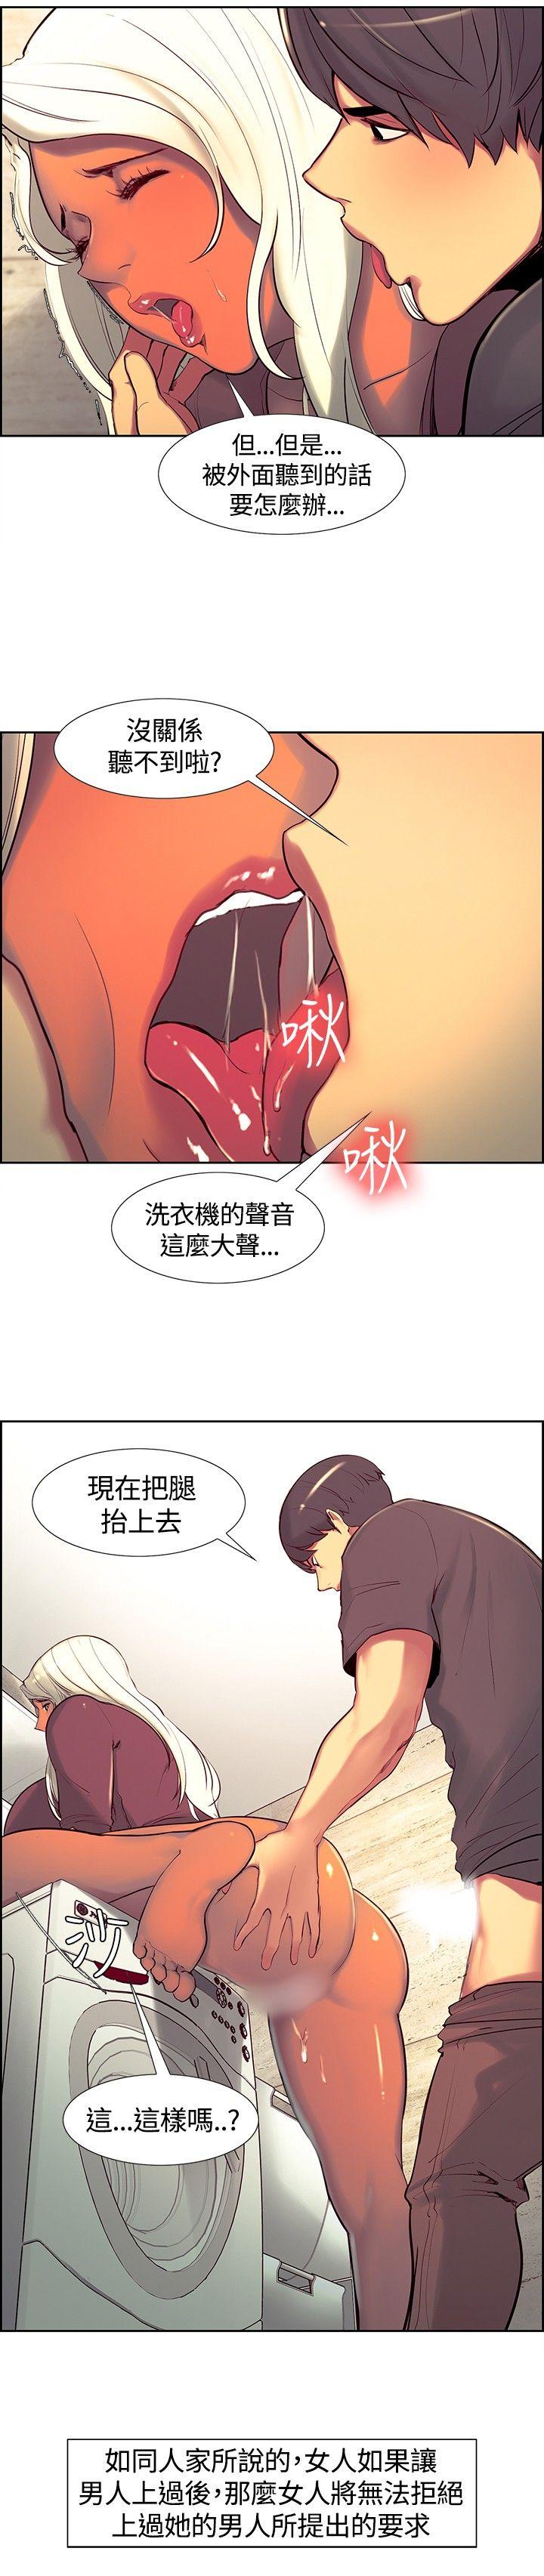 但...但是...
被外面聽到的話
要怎麼辦...
沒關係
聽不到啦?
啾
啾
洗衣機的聲音
這麼大聲...
現在把腿
抬上去
這...這樣嗎..?
如同人家所說的,女人如果讓
男人上過後,那麼女人將無法拒絕
上過她的男人所提出的要求